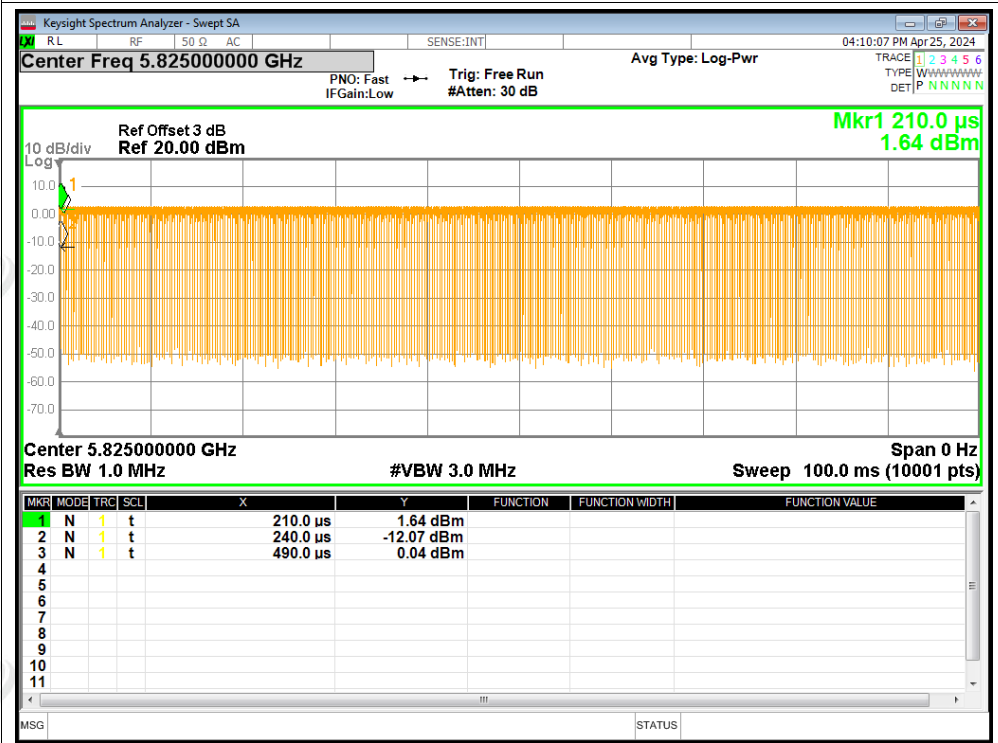 Keysight Spectrum Analyzer - Swept SA
LXI RL RF 50 Ω AC SENSE:INT 04:10:07 PM Apr 25, 2024
Center Freq 5.825000000 GHz
PNO: Fast
IFGain:Low
Trig: Free Run
#Atten: 30 dB
Avg Type: Log-Pwr
TRACE 1 2 3 4 5 6
TYPE WWWWWW
DET P N N N N N
Mkr1 210.0 µs
1.64 dBm
Ref Offset 3 dB
10 dB/div Ref 20.00 dBm
Log
10.0
0.00
-10.0
-20.0
-30.0
-40.0
-50.0
-60.0
-70.0
1
Center 5.825000000 GHz Span 0 Hz
Res BW 1.0 MHz #VBW 3.0 MHz Sweep 100.0 ms (10001 pts)
MKR MODE TRC SCL X Y FUNCTION FUNCTION WIDTH FUNCTION VALUE
1 N 1 t 210.0 µs 1.64 dBm
2 N 1 t 240.0 µs -12.07 dBm
3 N 1 t 490.0 µs 0.04 dBm
4
5
6
7
8
9
10
11
MSG STATUS